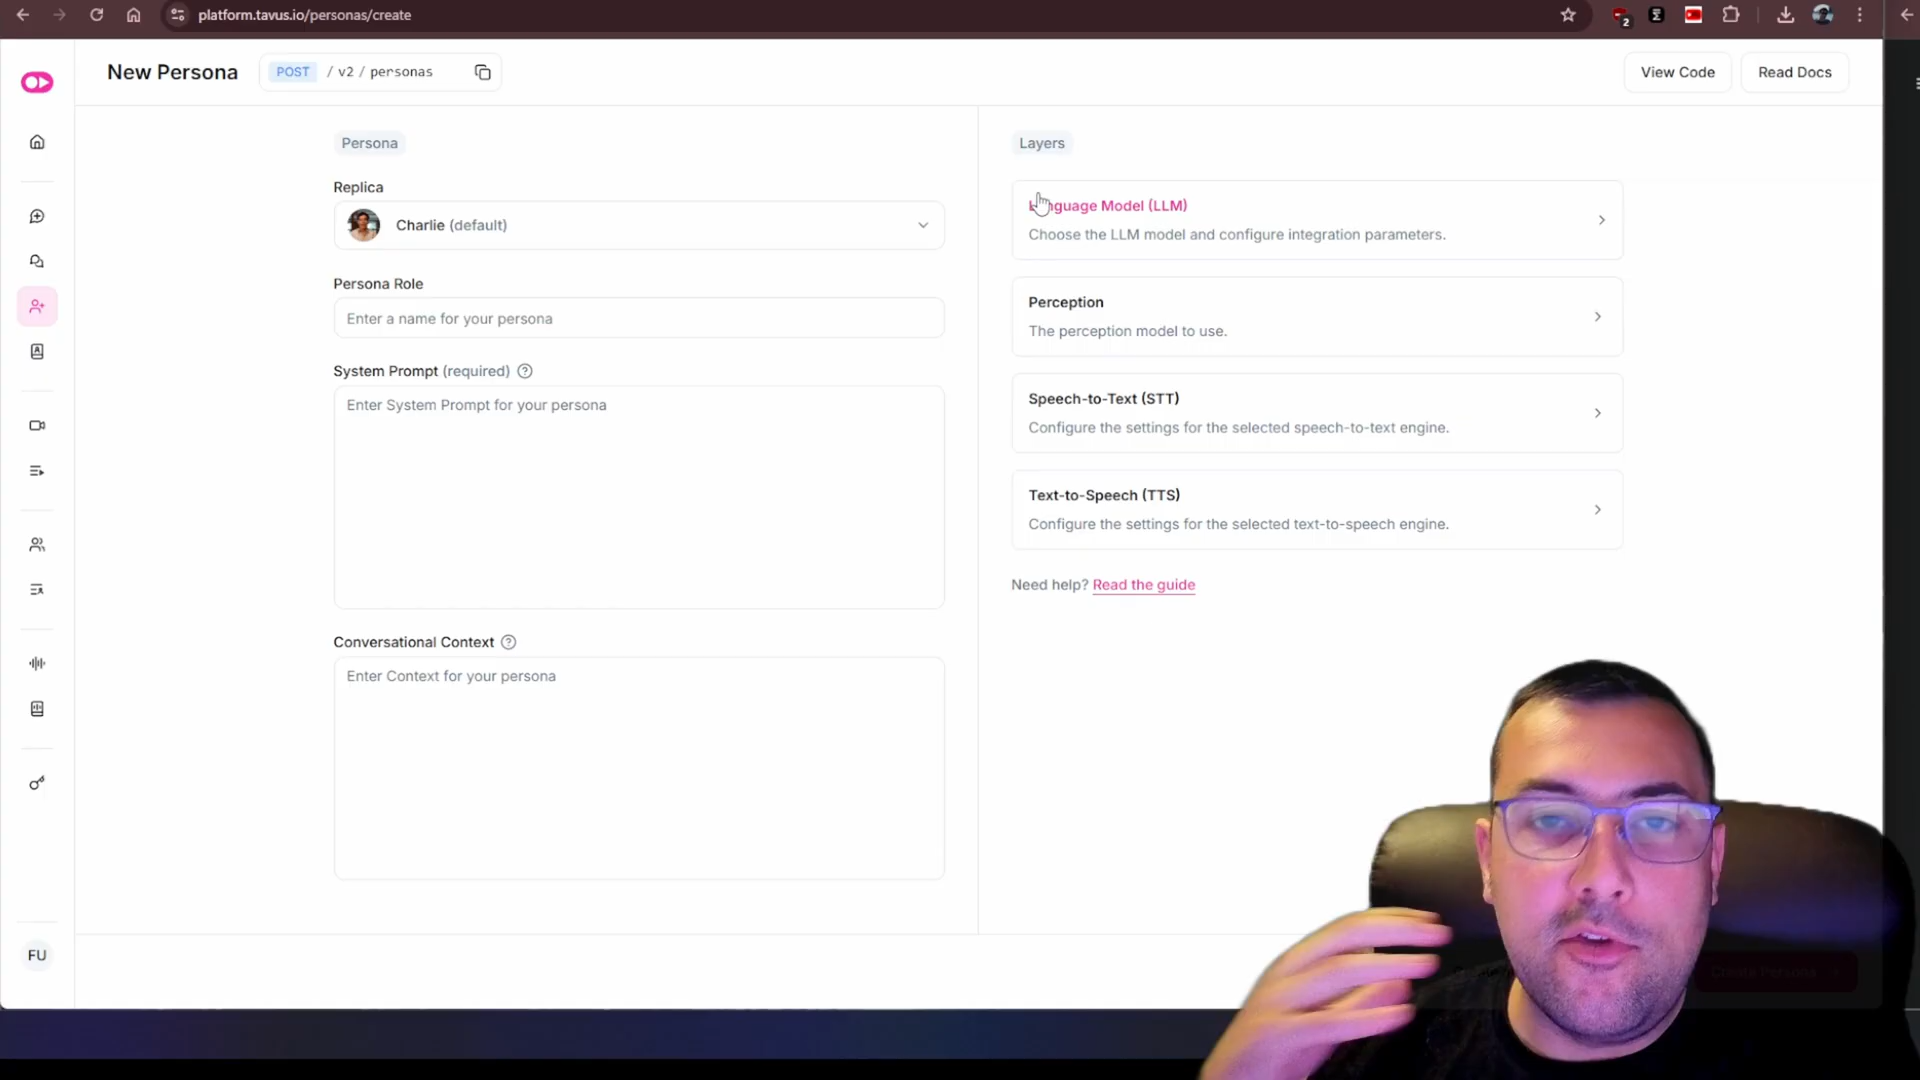 platform.tavus.io/personas/create
2
New Persona
POST / v2 / personas
View Code
Read Docs
Persona
Replica
Charlie (default)
Persona Role
Enter a name for your persona
System Prompt (required) ?
Enter System Prompt for your persona
Conversational Context ?
Enter Context for your persona
Layers
Language Model (LLM)
Choose the LLM model and configure integration parameters.
Perception
The perception model to use.
Speech-to-Text (STT)
Configure the settings for the selected speech-to-text engine.
Text-to-Speech (TTS)
Configure the settings for the selected text-to-speech engine.
Need help? Read the guide
FU
Create Persona